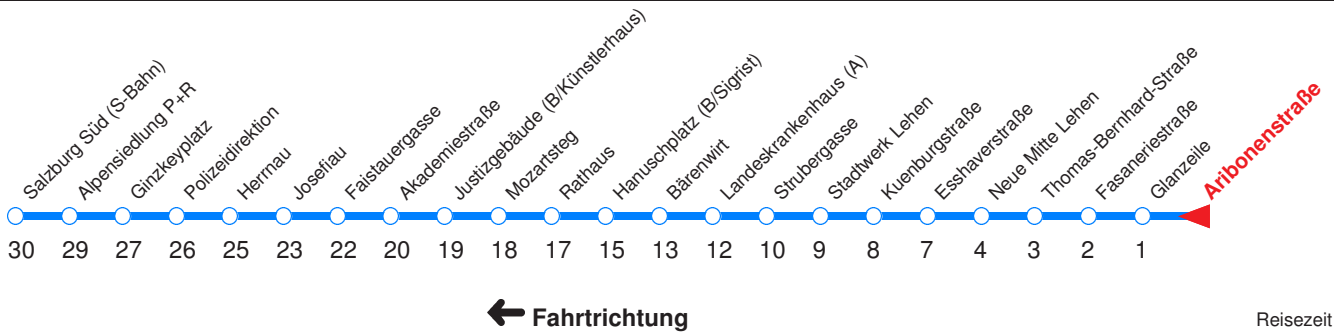 Salzburg Süd (S-Bahn)
Alpensiedlung P+R
Ginzkeyplatz
Polizeidirektion
Herrnau
Josefiau
Faistauergasse
Akademiestraße
Justizgebäude (B/Künstlerhaus)
Mozartsteg
Rathaus
Hanuschplatz (B/Sigrist)
Bärenwirt
Landeskrankenhaus (A)
Strubergasse
Stadtwerk Lehen
Kuenburgstraße
Esshaverstraße
Neue Mitte Lehen
Thomas-Bernhard-Straße
Fasaneriestraße
Glanzeile
Aribonenstraße
30 29 27 26 25 23 22 20 19 18 17 15 13 12 10 9 8 7 4 3 2 1
Fahrtrichtung
Reisezeit